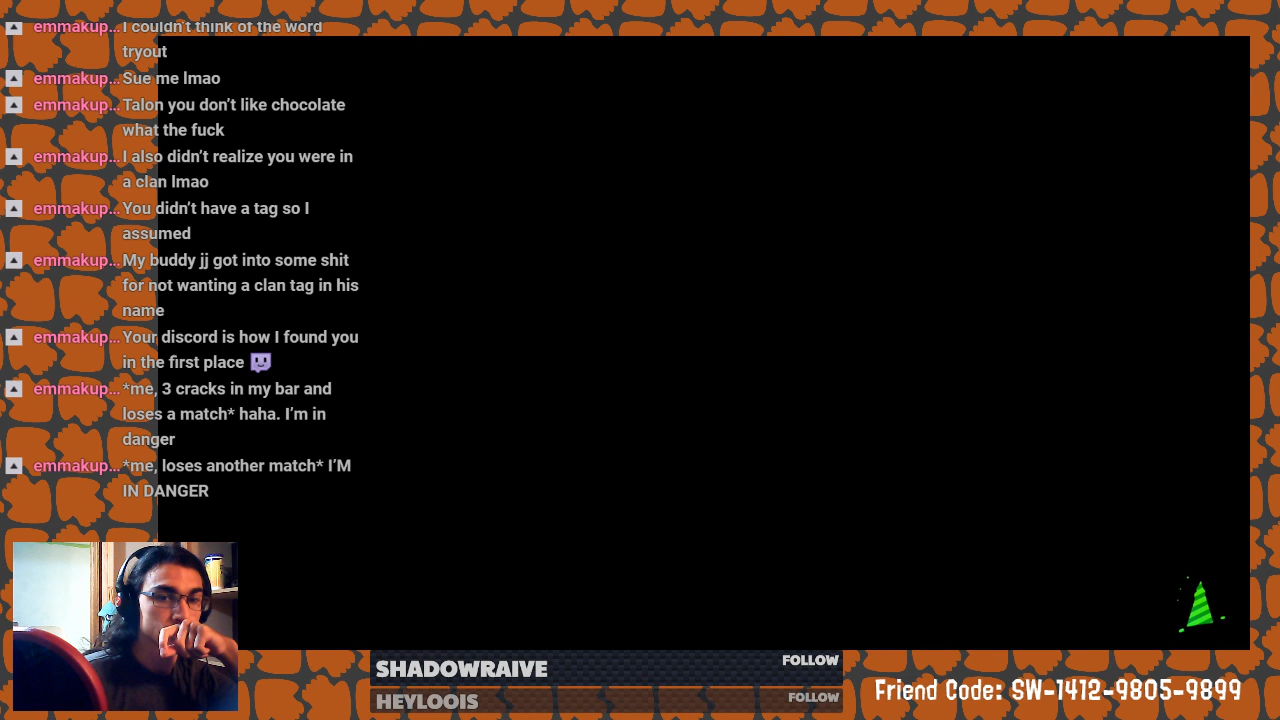 emmakup... I couldn't think of the word
tryout
emmakup... Sue me lmao
emmakup... Talon you don't like chocolate
what the fuck
emmakup... I also didn't realize you were in
a clan lmao
emmakup... You didn't have a tag so I
assumed
emmakup... My buddy jj got into some shit
for not wanting a clan tag in his
name
emmakup... Your discord is how I found you
in the first place
emmakup... *me, 3 cracks in my bar and
loses a match* haha. I'm in
danger
emmakup... *me, loses another match* I'M
IN DANGER
SHADOWRAIVE FOLLOW
HEYLOOIS FOLLOW
Friend Code: SW-1412-9805-9899